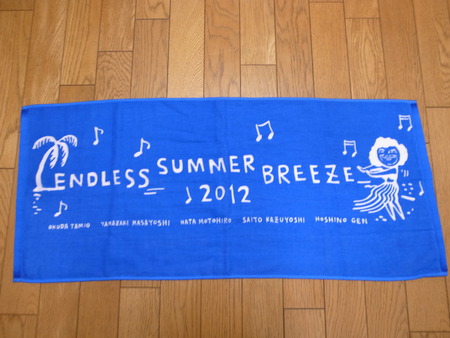 ENDLESS SUMMER BREEZE
2012
OKUDA TAMIO YAMAZAKI MASAYOSHI HATA MOTOHIRO SAITO KAZUYOSHI HOSHINO GEN